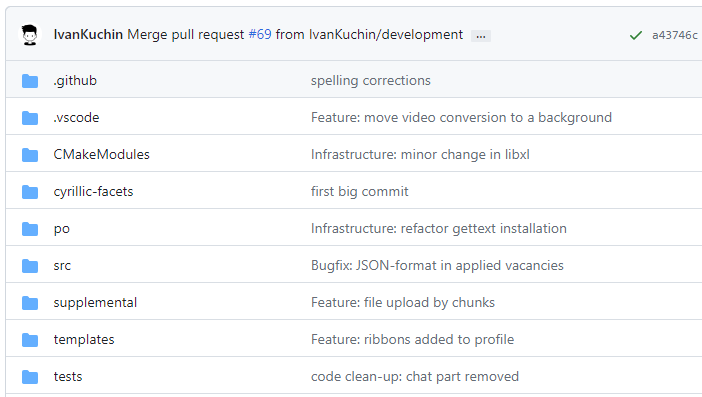 IvanKuchin Merge pull request #69 from IvanKuchin/development ... a43746c
.github spelling corrections
.vscode Feature: move video conversion to a background
CMakeModules Infrastructure: minor change in libxl
cyrillic-facets first big commit
po Infrastructure: refactor gettext installation
src Bugfix: JSON-format in applied vacancies
supplemental Feature: file upload by chunks
templates Feature: ribbons added to profile
tests code clean-up: chat part removed